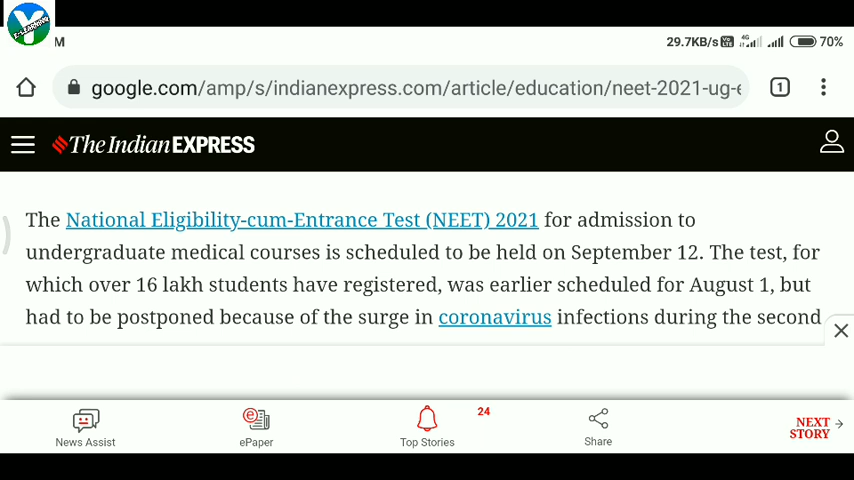 E-LEARNING
M
29.7KB/s 4G 70%
google.com/amp/s/indianexpress.com/article/education/neet-2021-ug-e
1
The Indian EXPRESS
The National Eligibility-cum-Entrance Test (NEET) 2021 for admission to
undergraduate medical courses is scheduled to be held on September 12. The test, for
which over 16 lakh students have registered, was earlier scheduled for August 1, but
had to be postponed because of the surge in coronavirus infections during the second
24
News Assist
ePaper
Top Stories
Share
NEXT
STORY